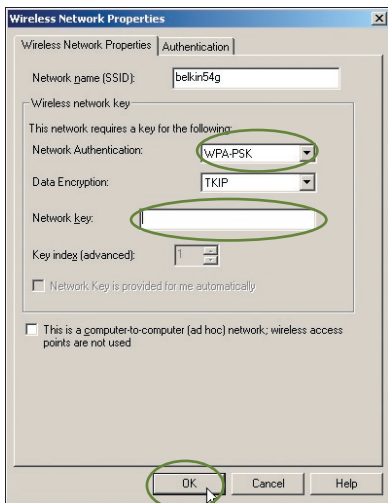 Wireless Network Properties
Wireless Network Properties Authentication
Network name (SSID): belkin54g
Wireless network key
This network requires a key for the following:
Network Authentication: WPA-PSK
Data Encryption: TKIP
Network key:
Key index (advanced): 1
Network Key is provided for me automatically
This is a computer-to-computer (ad hoc) network; wireless access
points are not used
OK Cancel Help